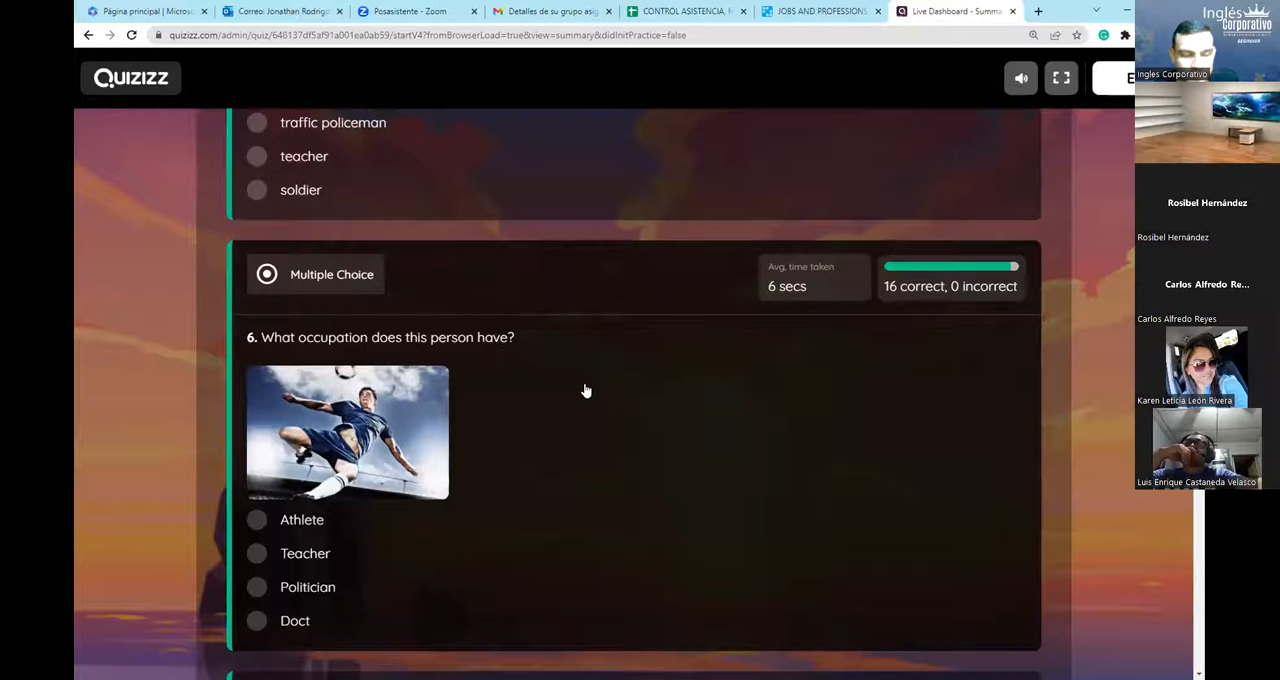 Página principal | Micros
Correo: Jonathan Rodrig
Posasistente - Zoom
Detalles de su grupo asig
CONTROL ASISTENCIA,
JOBS AND PROFESSIONS
Live Dashboard - Summa
quizizz.com/admin/quiz/648137df5af91a001ea0ab59/startV4?fromBrowserLoad=true&view=summary&didInitPractice=false
QUIZIZZ
E
traffic policeman
teacher
soldier
Multiple Choice
Avg. time taken
6 secs
16 correct, 0 incorrect
6. What occupation does this person have?
Athlete
Teacher
Politician
Doct
Inglés
Corporativo
BEGINNER
Ingles Corporativo
Rosibel Hernández
Rosibel Hernández
Carlos Alfredo Re...
Carlos Alfredo Reyes
Karen Leticia León Rivera
Luis Enrique Castaneda Velasco